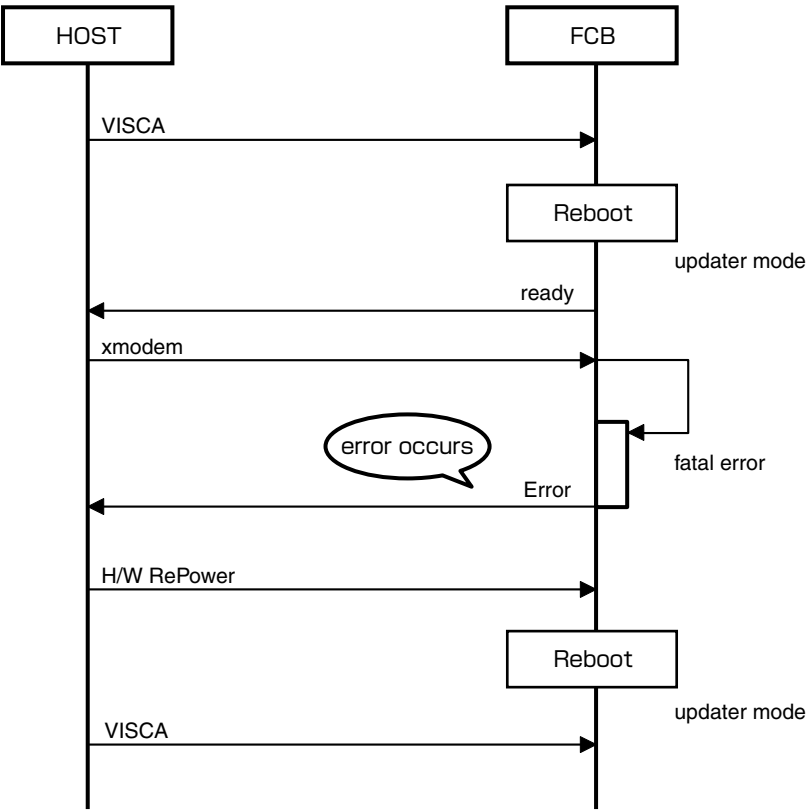 HOST
FCB
VISCA
Reboot
updater mode
ready
xmodem
error occurs
fatal error
Error
H/W RePower
Reboot
updater mode
VISCA